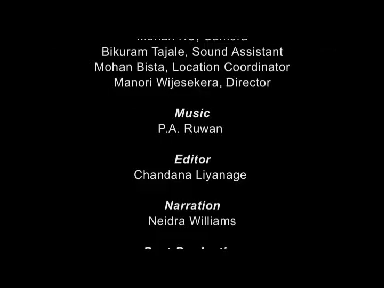 Bikuram Tajale, Sound Assistant
Mohan Bista, Location Coordinator
Manori Wijesekera, Director
Music
P.A. Ruwan
Editor
Chandana Liyanage
Narration
Neidra Williams